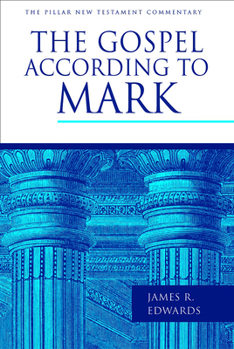 THE PILLAR NEW TESTAMENT COMMENTARY
THE GOSPEL
ACCORDING TO
MARK
JAMES R.
EDWARDS